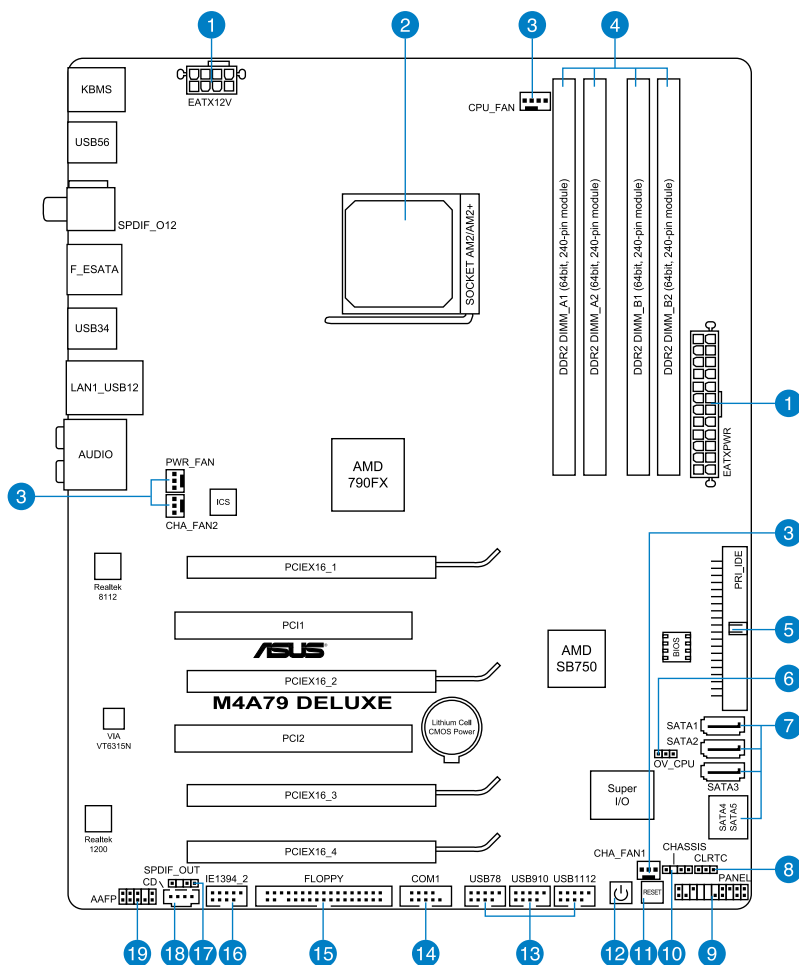 1
2
3
4
KBMS
EATX12V
CPU_FAN
USB56
SPDIF_O12
SOCKET AM2/AM2+
DDR2 DIMM_A1 (64bit, 240-pin module)
DDR2 DIMM_A2 (64bit, 240-pin module)
DDR2 DIMM_B1 (64bit, 240-pin module)
DDR2 DIMM_B2 (64bit, 240-pin module)
F_ESATA
USB34
LAN1_USB12
1
EATXPWR
AUDIO
PWR_FAN
AMD
790FX
3
ICS
CHA_FAN2
3
PRI_IDE
Realtek
8112
PCIEX16_1
PCI1
5
BIOS
ASUS
AMD
SB750
PCIEX16_2
6
M4A79 DELUXE
Lithium Cell
CMOS Power
VIA
VT6315N
PCI2
SATA1
7
SATA2
OV_CPU
SATA3
PCIEX16_3
Super
I/O
SATA4
SATA5
Realtek
1200
PCIEX16_4
CHA_FAN1
CHASSIS
CLRTC
8
SPDIF_OUT
CD
AAFP
IE1394_2
FLOPPY
COM1
USB78
USB910
USB1112
RESET
PANEL
19
18
17
16
15
14
13
12
11
10
9